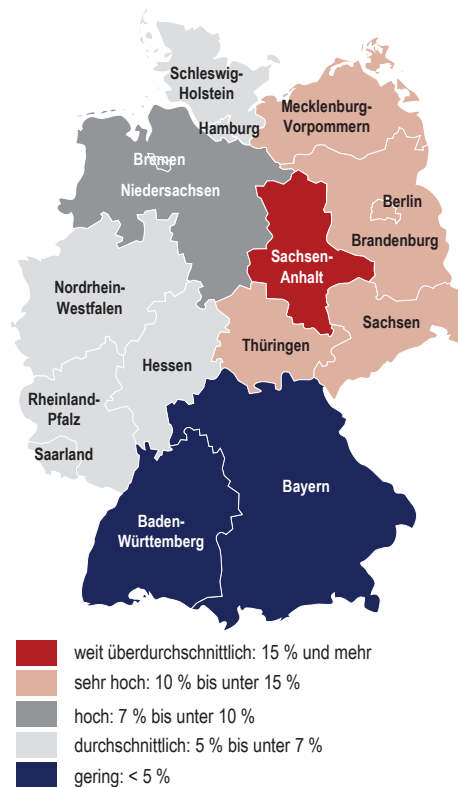 Schleswig-
Holstein
Mecklenburg-
Vorpommern
Hamburg
Bremen
Niedersachsen
Berlin
Brandenburg
Sachsen-
Anhalt
Nordrhein-
Westfalen
Sachsen
Thüringen
Hessen
Rheinland-
Pfalz
Saarland
Bayern
Baden-
Württemberg
weit überdurchschnittlich: 15 % und mehr
sehr hoch: 10 % bis unter 15 %
hoch: 7 % bis unter 10 %
durchschnittlich: 5 % bis unter 7 %
gering: < 5 %